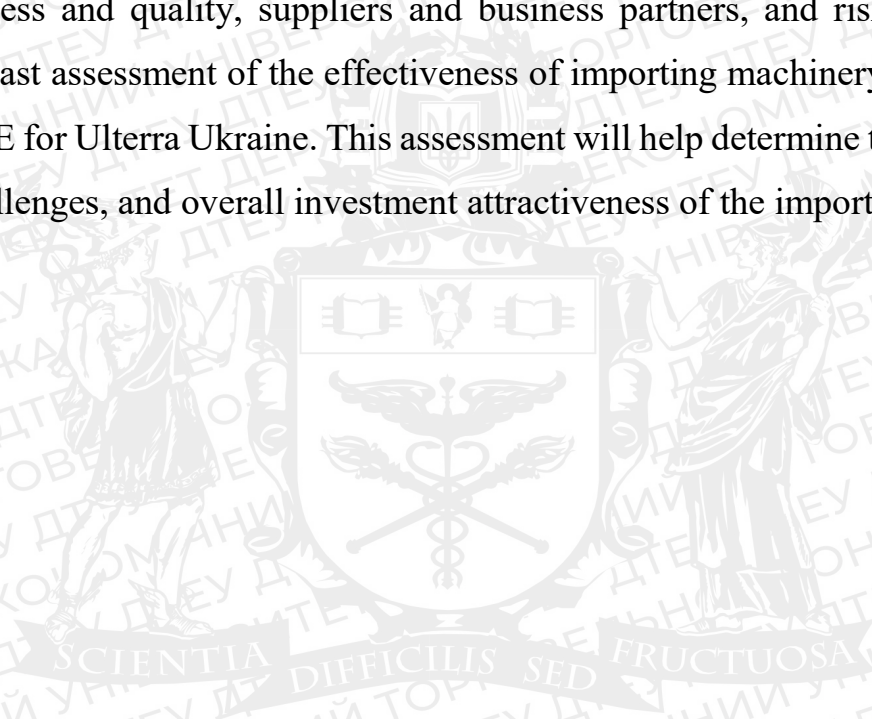 ess and quality, suppliers and business partners, and ris
ast assessment of the effectiveness of importing machinery
E for Ulterra Ukraine. This assessment will help determine t
llenges, and overall investment attractiveness of the import
SCIENTIA DIFFICILIS SED FRUCTUOSA